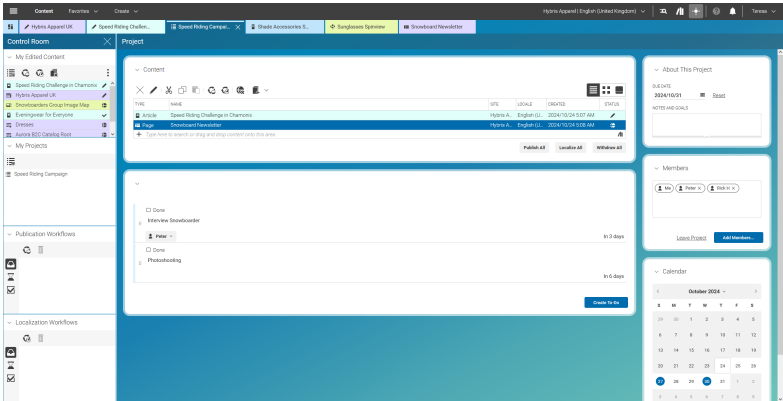 Content Favorites Create Hybris Apparel UK | English (United Kingdom) Teresa
Hybris Apparel UK Speed Riding Challen... Speed Riding Campai... Shade Accessories S... Sunglasses Spinview Snowboard Newsletter
Control Room Project
My Edited Content
Speed Riding Challenge in Chamonix
Hybris Apparel UK
Snowboarders Group Image Map
Eveningwear for Everyone
Dresses
Aurora B2C Catalog Root
My Projects
Speed Riding Campaign
Publication Workflows
Localization Workflows
Content
TYPE NAME SITE LOCALE CREATED STATUS
Article Speed Riding Challenge in Chamonix Hybris A... English (U... 2024/10/24 5:07 AM
Page Snowboard Newsletter Hybris A... English (U... 2024/10/24 5:08 AM
Type here to search or drag and drop content onto this area.
Publish All Localize All Withdraw All
Done
Interview Snowboarder
Peter In 3 days
Done
Photoshooting
In 6 days
Create To-Do
About This Project
DUE DATE
2024/10/31 Reset
NOTES AND GOALS
Members
Me Peter Rick H
Leave Project Add Members...
Calendar
October 2024
S M T W T F S
29 30 1 2 3 4 5
6 7 8 9 10 11 12
13 14 15 16 17 18 19
20 21 22 23 24 25 26
27 28 29 30 31 1 2
3 4 5 6 7 8 9